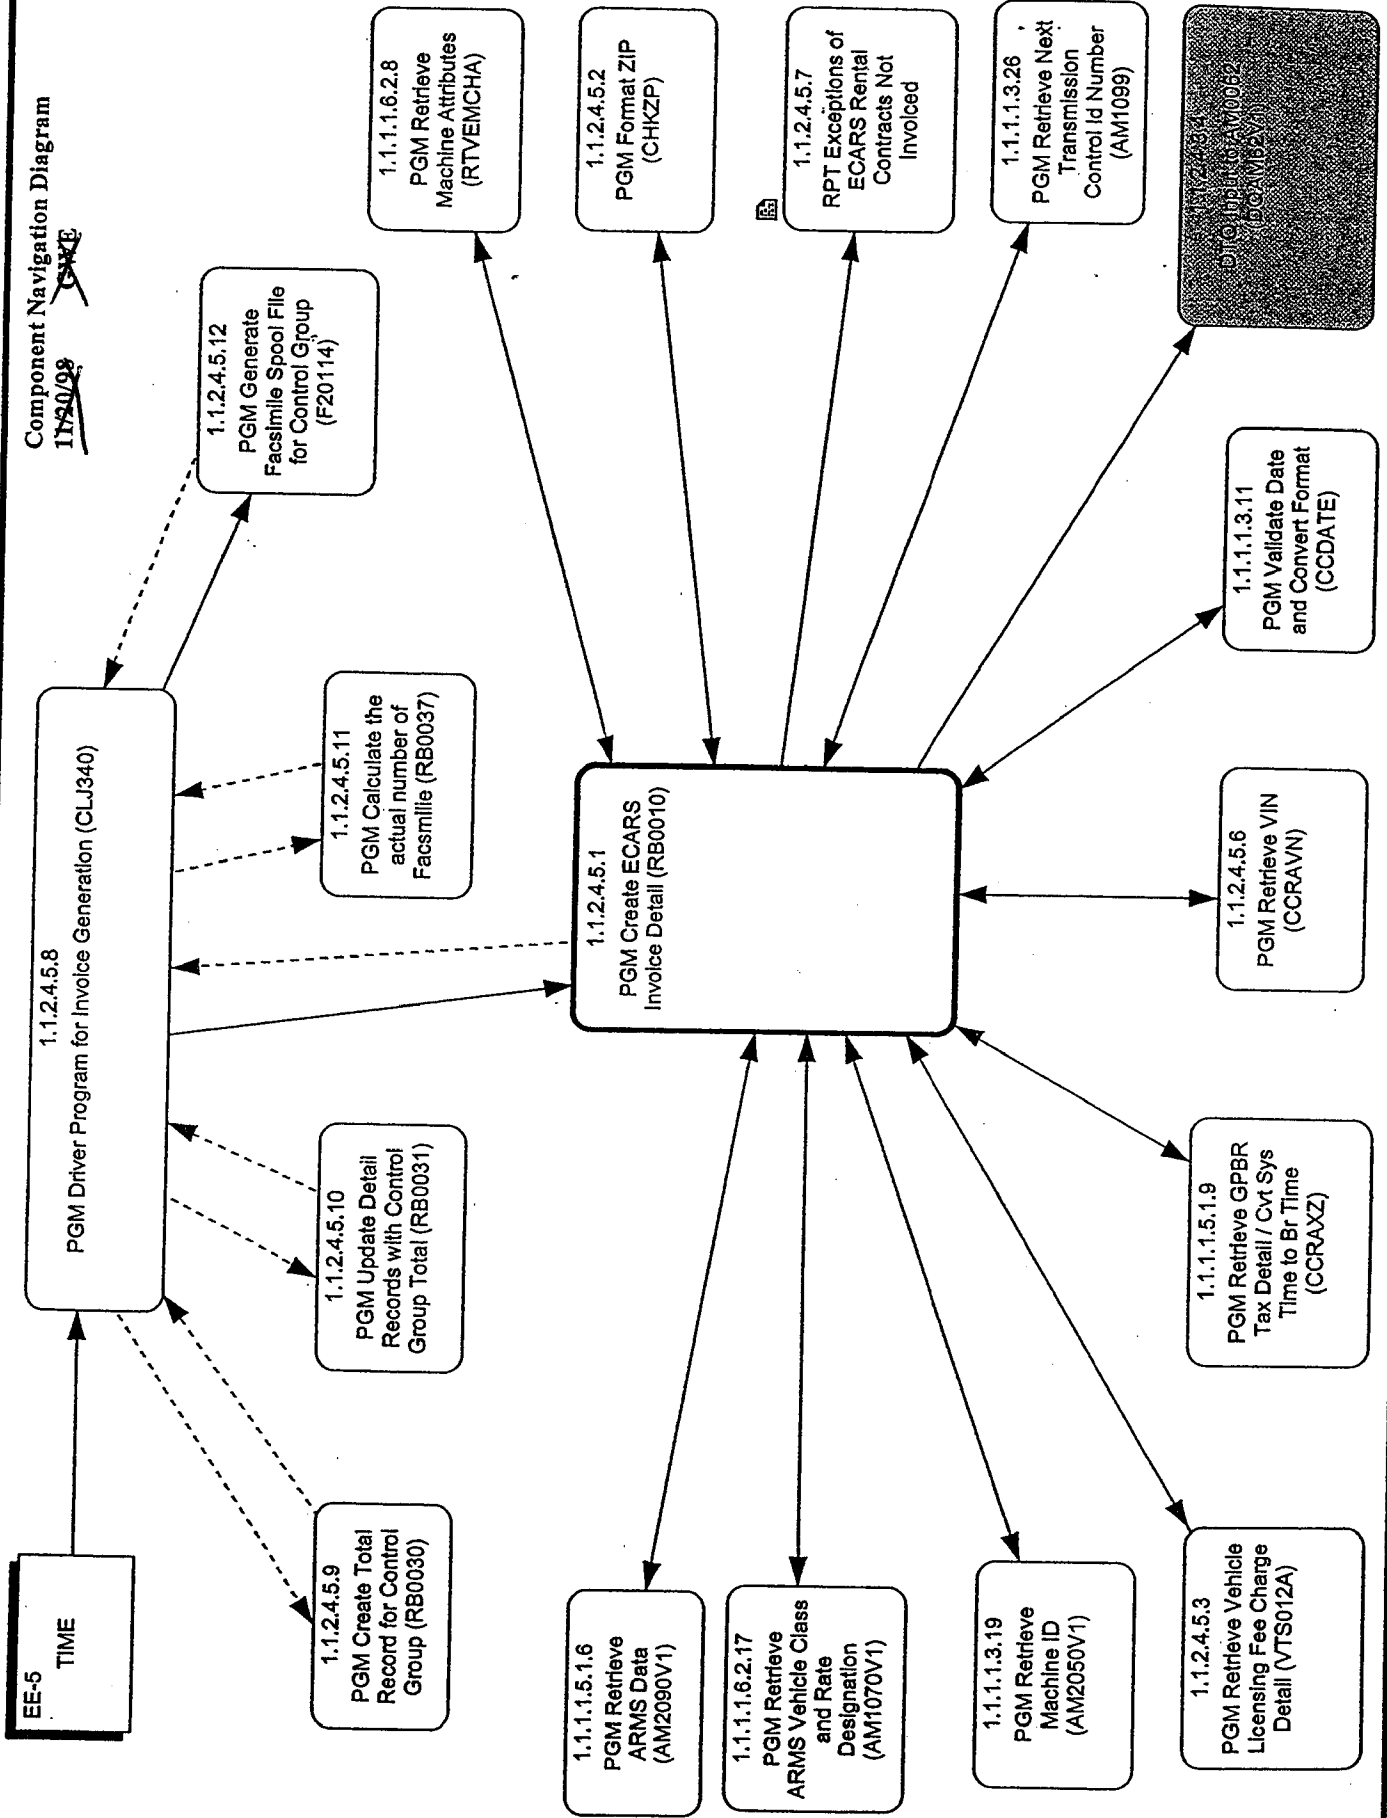 Component Navigation Diagram
11/20/98 GWE
EE-5
TIME
1.1.2.4.5.8
PGM Driver Program for Invoice Generation (CLJ340)
1.1.2.4.5.12
PGM Generate
Facsimile Spool File
for Control Group
(F20114)
1.1.2.4.5.9
PGM Create Total
Record for Control
Group (RB0030)
1.1.2.4.5.10
PGM Update Detail
Records with Control
Group Total (RB0031)
1.1.2.4.5.11
PGM Calculate the
actual number of
Facsmilie (RB0037)
1.1.1.1.6.2.8
PGM Retrieve
Machine Attributes
(RTVEMCHA)
1.1.1.1.5.1.6
PGM Retrieve
ARMS Data
(AM2090V1)
1.1.2.4.5.1
PGM Create ECARS
Invoice Detail (RB0010)
1.1.2.4.5.2
PGM Format ZIP
(CHKZP)
1.1.1.1.6.2.17
PGM Retrieve
ARMS Vehicle Class
and Rate
Designation
(AM1070V1)
1.1.2.4.5.7
RPT Exceptions of
ECARS Rental
Contracts Not
Invoiced
1.1.1.1.3.19
PGM Retrieve
Machine ID
(AM2050V1)
1.1.1.1.3.26
PGM Retrieve Next
Transmission
Control Id Number
(AM1099)
1.1.2.4.5.3
PGM Retrieve Vehicle
Licensing Fee Charge
Detail (VTS012A)
1.1.1.1.5.1.9
PGM Retrieve GPBR
Tax Detail / Cvt Sys
Time to Br Time
(CCRAXZ)
1.1.2.4.5.6
PGM Retrieve VIN
(CCRAVN)
1.1.1.1.3.11
PGM Validate Date
and Convert Format
(CCDATE)
DTQ Input to AM0062